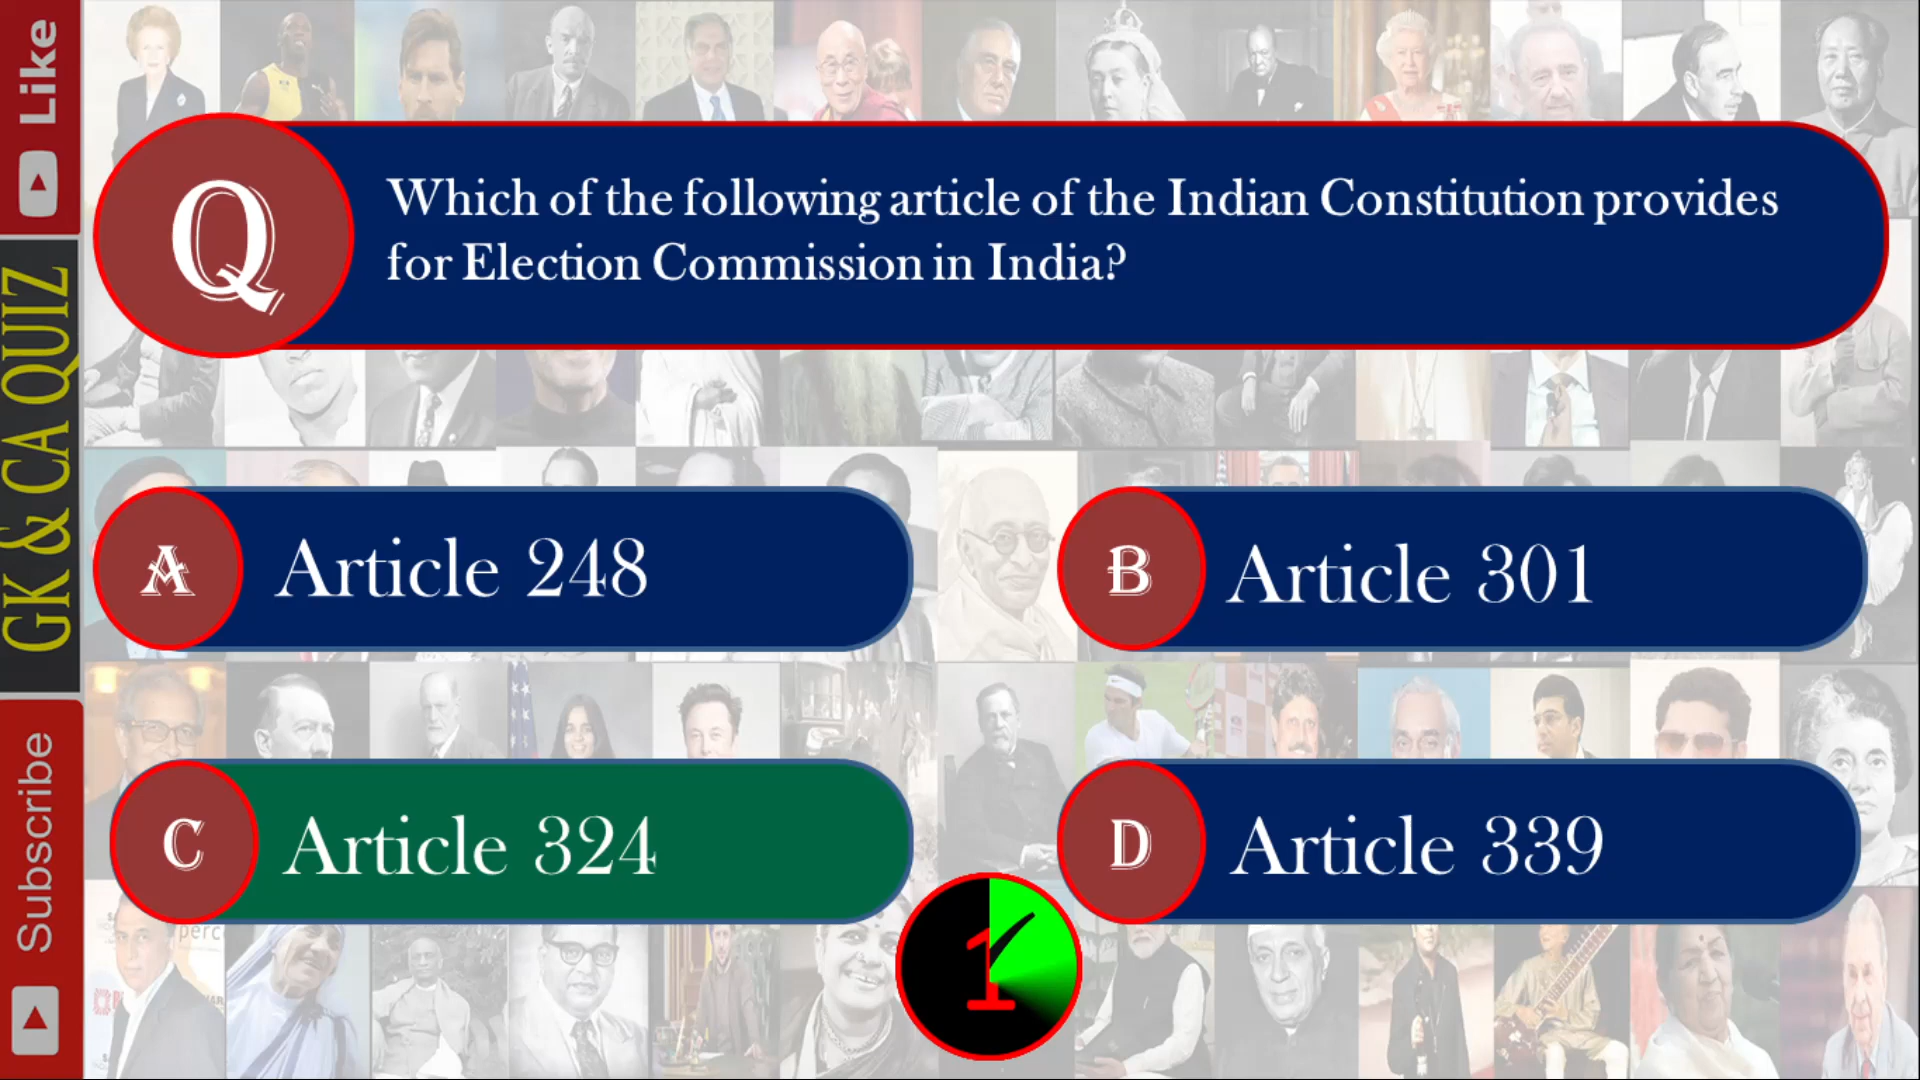 Like
GK & CA QUIZ
Subscribe
Q
Which of the following article of the Indian Constitution provides
for Election Commission in India?
A
Article 248
B
Article 301
C
Article 324
D
Article 339
1
perc